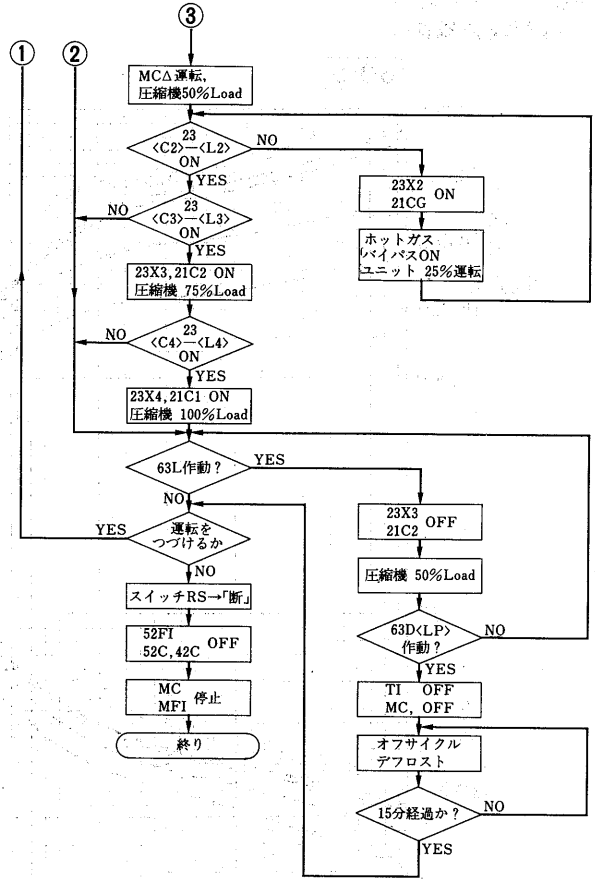 ①
②
③
MCΔ運転,
圧縮機50%Load
23
<C2>―<L2>
ON
NO
YES
23X2
21CG
ON
23
<C3>―<L3>
ON
NO
YES
ホットガス
バイパスON
ユニット 25%運転
23X3, 21C2 ON
圧縮機 75%Load
23
<C4>―<L4>
ON
NO
YES
23X4, 21C1 ON
圧縮機 100%Load
63L作動?
YES
NO
23X3
21C2
OFF
運転を
つづけるか
YES
NO
圧縮機 50%Load
スイッチRS→「断」
63D<LP>
作動?
NO
YES
52FI
52C, 42C
OFF
TI OFF
MC, OFF
MC
MFI
停止
オフサイクル
デフロスト
終り
15分経過か?
NO
YES